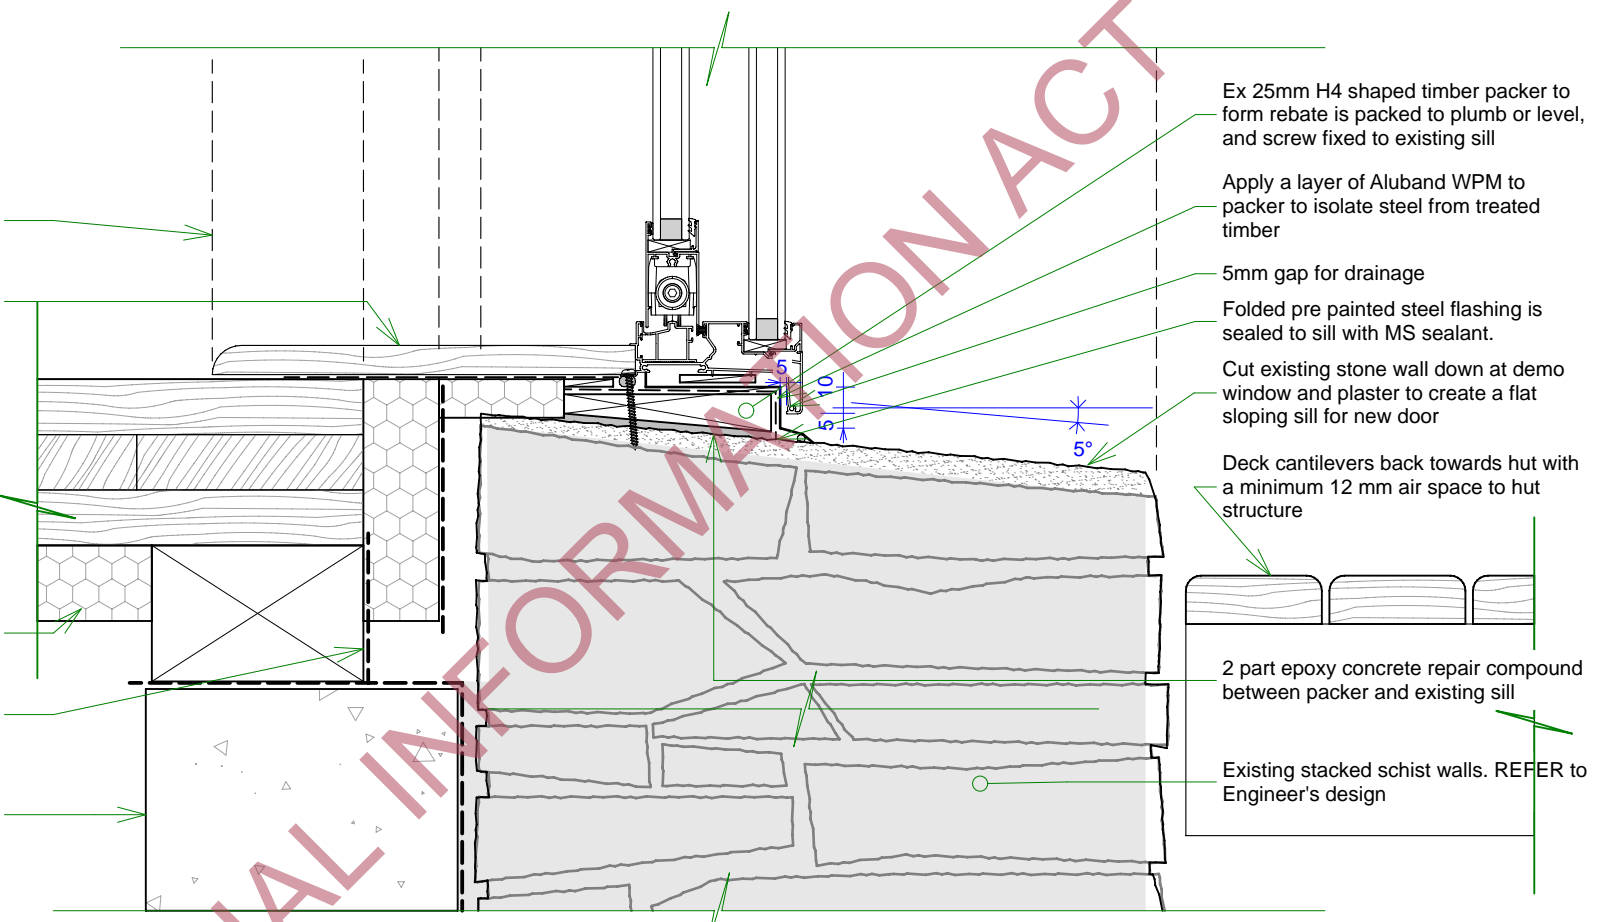 Ex 25mm H4 shaped timber packer to
form rebate is packed to plumb or level,
and screw fixed to existing sill
Apply a layer of Aluband WPM to
packer to isolate steel from treated
timber
5mm gap for drainage
Folded pre painted steel flashing is
sealed to sill with MS sealant.
Cut existing stone wall down at demo
window and plaster to create a flat
sloping sill for new door
Deck cantilevers back towards hut with
a minimum 12 mm air space to hut
structure
2 part epoxy concrete repair compound
between packer and existing sill
Existing stacked schist walls. REFER to
Engineer's design
5
10
5
5°
AL INFORMATION ACT